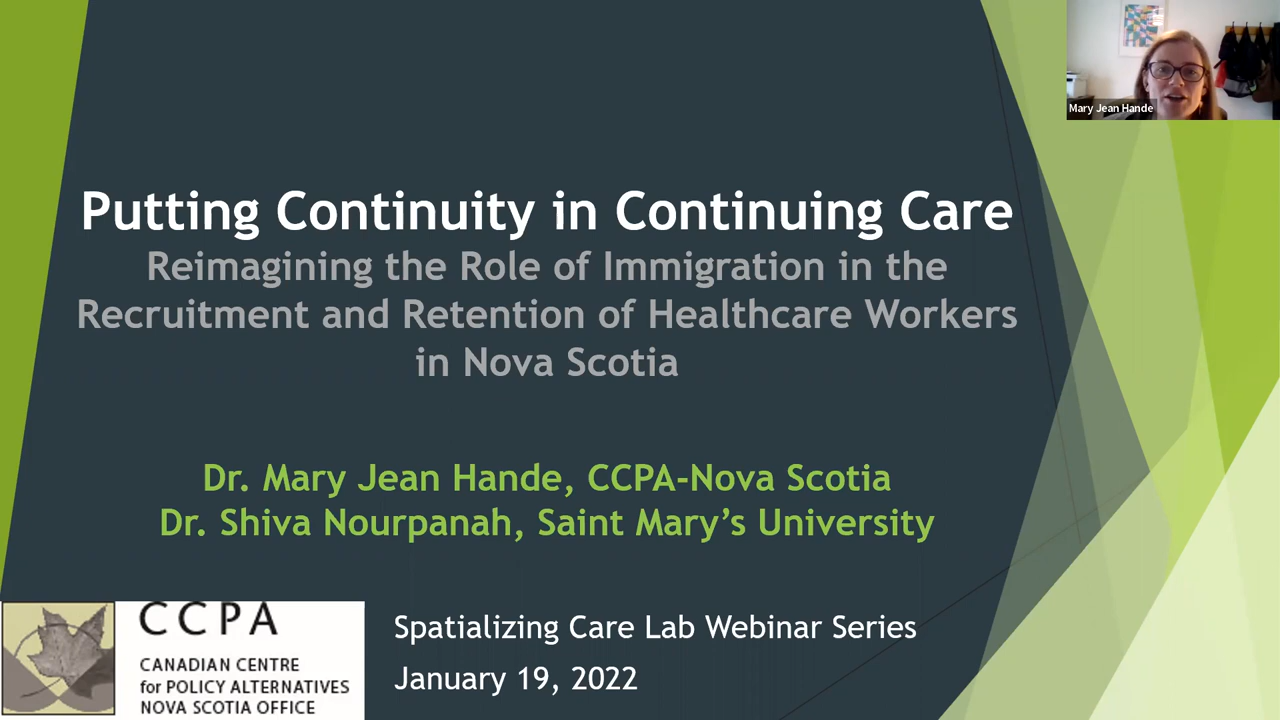 Mary Jean Hande
Putting Continuity in Continuing Care
Reimagining the Role of Immigration in the
Recruitment and Retention of Healthcare Workers
in Nova Scotia
Dr. Mary Jean Hande, CCPA-Nova Scotia
Dr. Shiva Nourpanah, Saint Mary’s University
CCPA
CANADIAN CENTRE
for POLICY ALTERNATIVES
NOVA SCOTIA OFFICE
Spatializing Care Lab Webinar Series
January 19, 2022